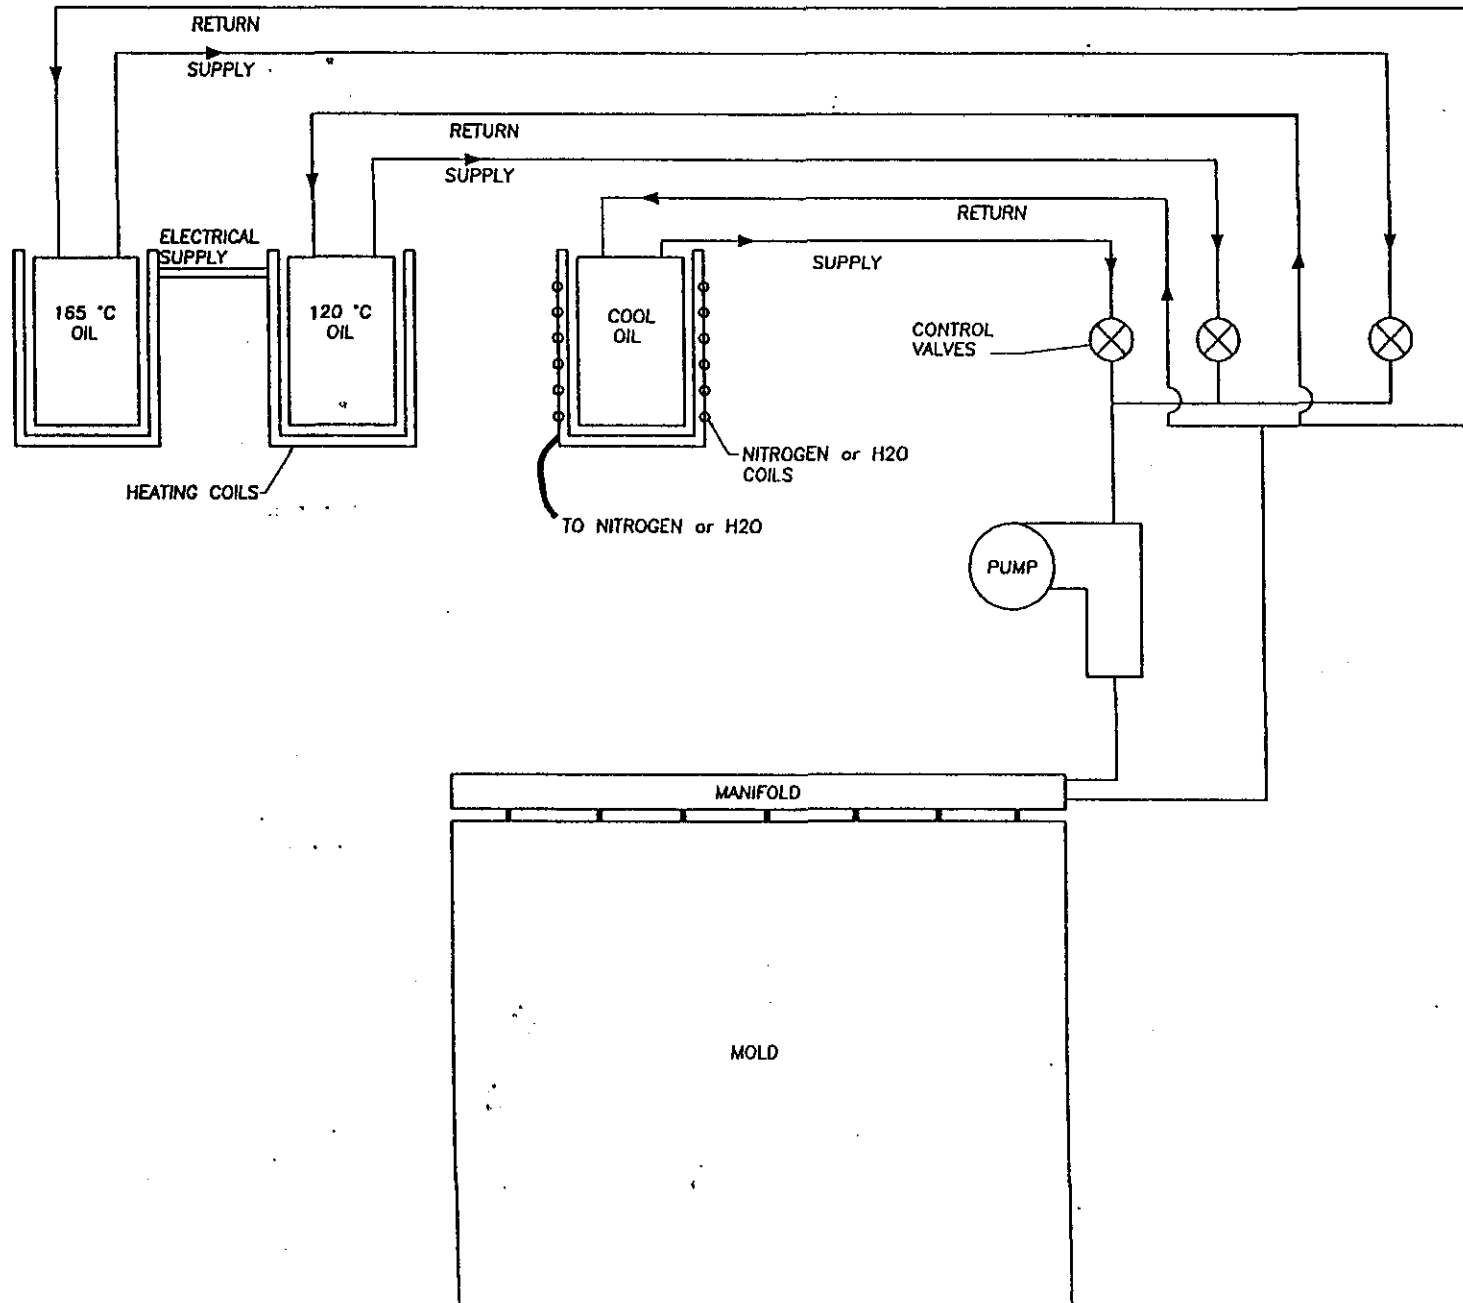 RETURN
SUPPLY
RETURN
SUPPLY
RETURN
SUPPLY
ELECTRICAL
SUPPLY
165 °C
OIL
120 °C
OIL
COOL
OIL
CONTROL
VALVES
NITROGEN or H2O
COILS
HEATING COILS
TO NITROGEN or H2O
PUMP
MANIFOLD
MOLD